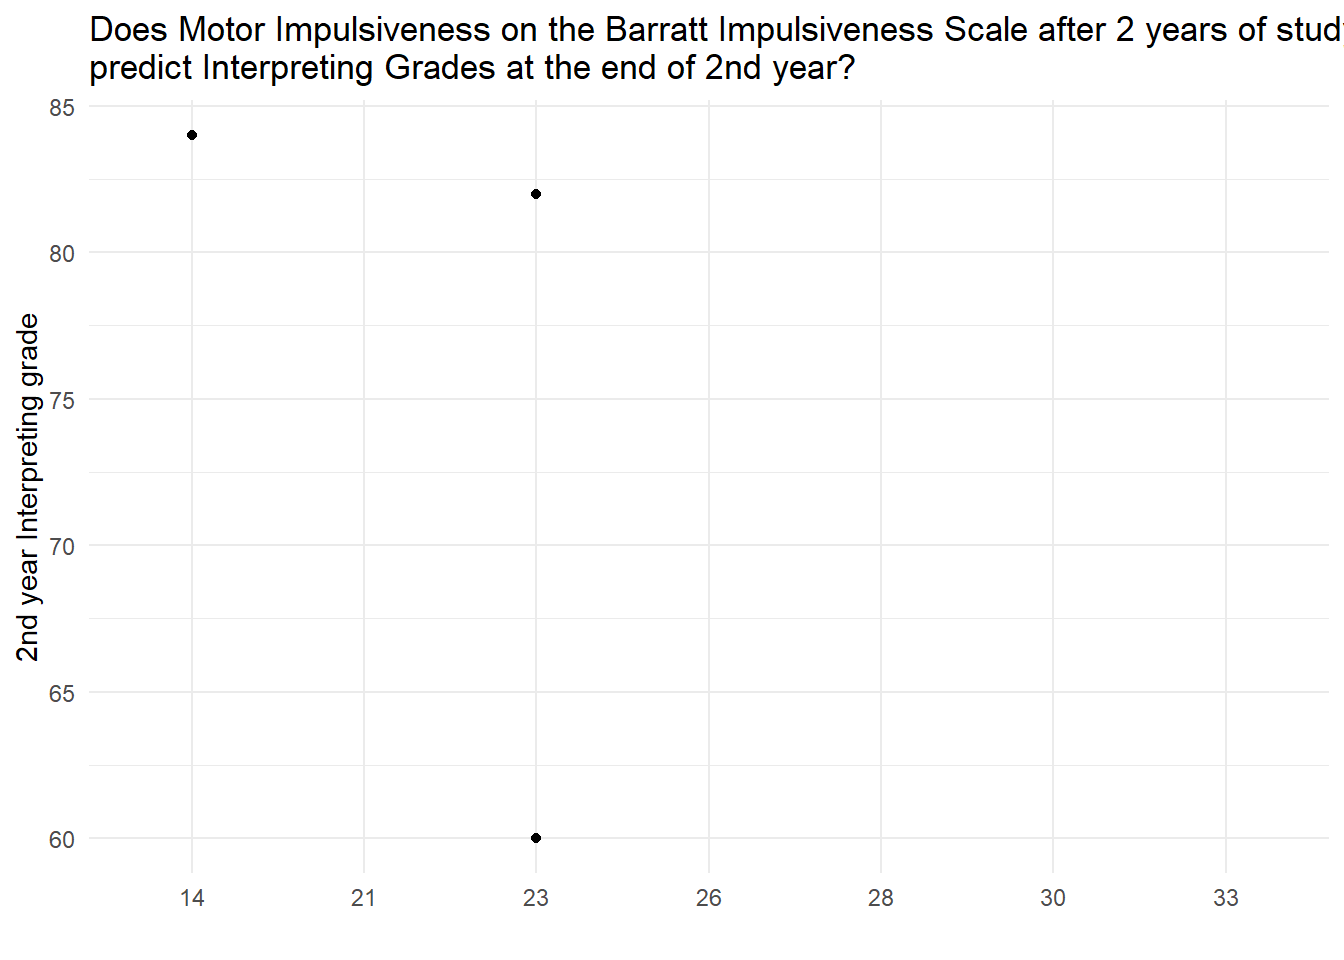 Does Motor Impulsiveness on the Barratt Impulsiveness Scale after 2 years of stud
predict Interpreting Grades at the end of 2nd year?
85
80
75
70
65
60
2nd year Interpreting grade
14 21 23 26 28 30 33